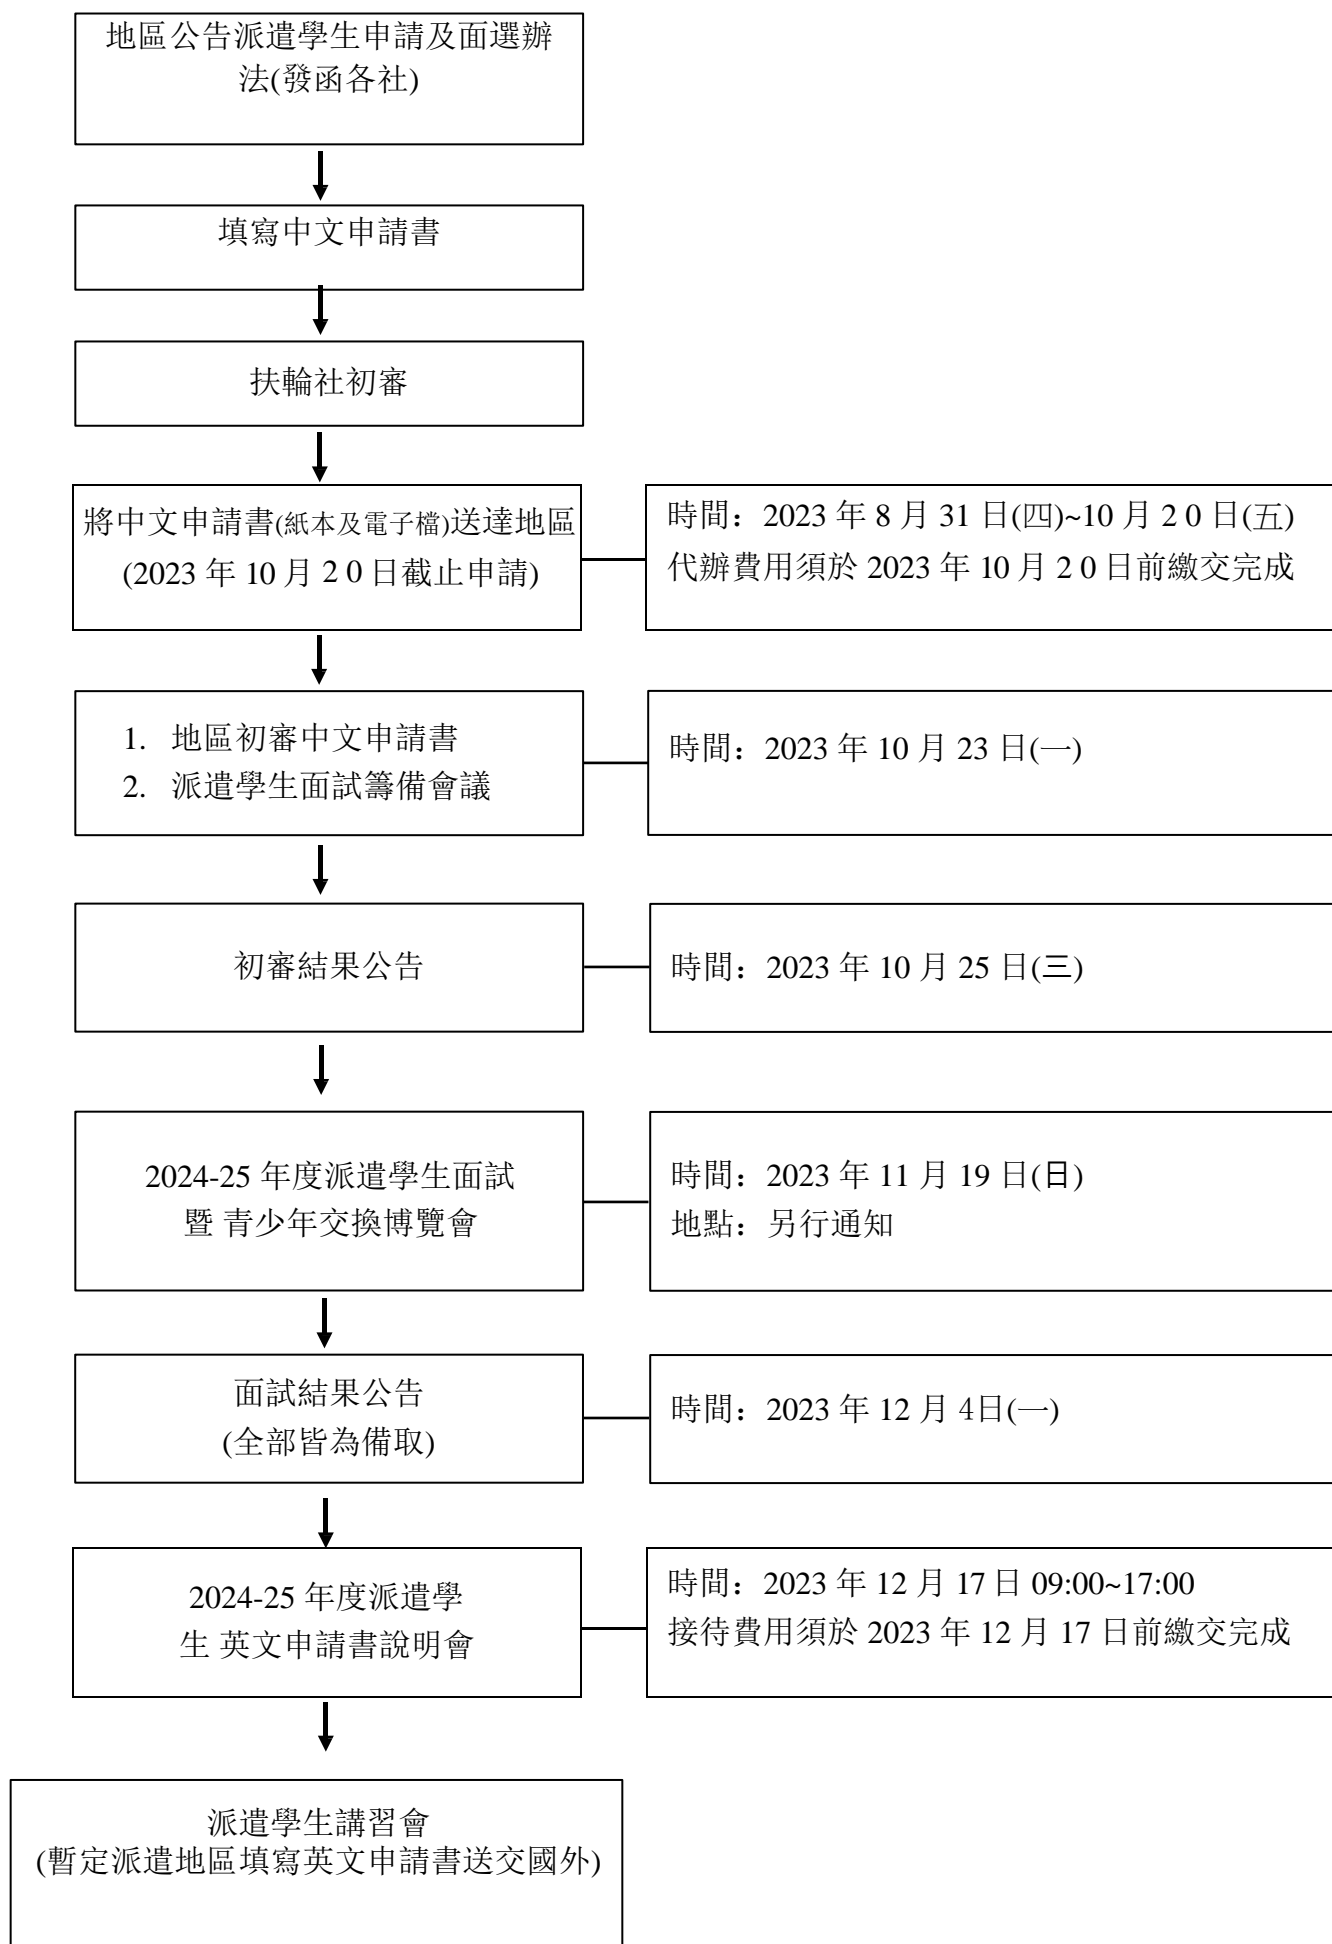 地區公告派遣學生申請及面選辦
法(發函各社)
填寫中文申請書
扶輪社初審
將中文申請書(紙本及電子檔)送達地區
(2023 年 10 月 2 0 日截止申請)
時間：2023 年 8 月 31 日(四)~10 月 2 0 日(五)
代辦費用須於 2023 年 10 月 2 0 日前繳交完成
1. 地區初審中文申請書
2. 派遣學生面試籌備會議
時間：2023 年 10 月 23 日(一)
初審結果公告
時間：2023 年 10 月 25 日(三)
2024-25 年度派遣學生面試
暨 青少年交換博覽會
時間：2023 年 11 月 19 日(日)
地點：另行通知
面試結果公告
(全部皆為備取)
時間：2023 年 12 月 4日(一)
2024-25 年度派遣學
生 英文申請書說明會
時間：2023 年 12 月 17 日 09:00~17:00
接待費用須於 2023 年 12 月 17 日前繳交完成
派遣學生講習會
(暫定派遣地區填寫英文申請書送交國外)